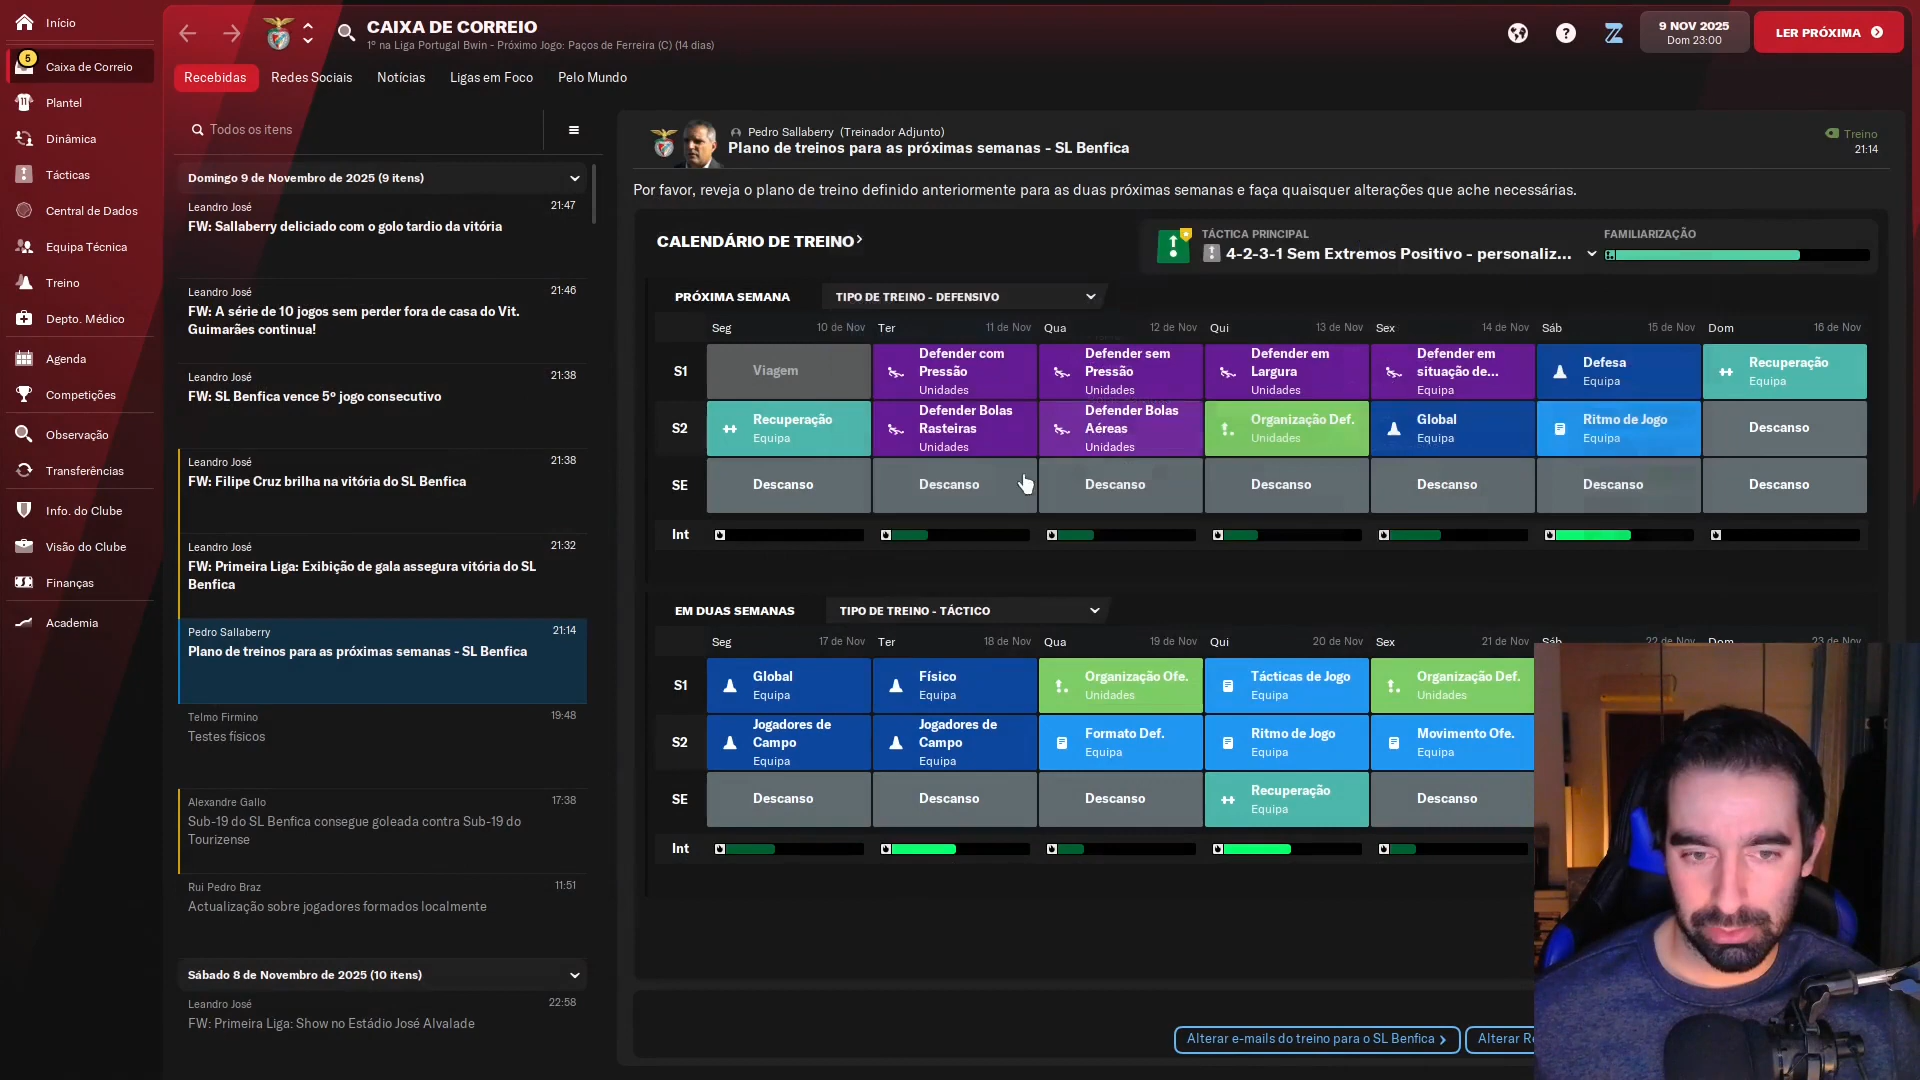 Início
5
Caixa de Correio
Plantel
Dinâmica
Tácticas
Central de Dados
Equipa Técnica
Treino
Depto. Médico
Agenda
Competições
Observação
Transferências
Info. do Clube
Visão do Clube
Finanças
Academia
CAIXA DE CORREIO
1º na Liga Portugal Bwin - Próximo Jogo: Paços de Ferreira (C) (14 dias)
9 NOV 2025
Dom 23:00
LER PRÓXIMA
Recebidas Redes Sociais Notícias Ligas em Foco Pelo Mundo
Todos os itens
Domingo 9 de Novembro de 2025 (9 itens)
Leandro José 21:47
FW: Sallaberry deliciado com o golo tardio da vitória
Leandro José 21:46
FW: A série de 10 jogos sem perder fora de casa do Vit.
Guimarães continua!
Leandro José 21:38
FW: SL Benfica vence 5º jogo consecutivo
Leandro José 21:38
FW: Filipe Cruz brilha na vitória do SL Benfica
Leandro José 21:32
FW: Primeira Liga: Exibição de gala assegura vitória do SL
Benfica
Pedro Sallaberry 21:14
Plano de treinos para as próximas semanas - SL Benfica
Telmo Firmino 19:48
Testes físicos
Alexandre Gallo 17:38
Sub-19 do SL Benfica consegue goleada contra Sub-19 do
Tourizense
Rui Pedro Braz 11:51
Actualização sobre jogadores formados localmente
Sábado 8 de Novembro de 2025 (10 itens)
Leandro José 22:58
FW: Primeira Liga: Show no Estádio José Alvalade
Pedro Sallaberry (Treinador Adjunto)
Plano de treinos para as próximas semanas - SL Benfica
Treino
21:14
Por favor, reveja o plano de treino definido anteriormente para as duas próximas semanas e faça quaisquer alterações que ache necessárias.
CALENDÁRIO DE TREINO
TÁCTICA PRINCIPAL
4-2-3-1 Sem Extremos Positivo - personaliz...
FAMILIARIZAÇÃO
PRÓXIMA SEMANA TIPO DE TREINO - DEFENSIVO
Seg 10 de Nov Ter 11 de Nov Qua 12 de Nov Qui 13 de Nov Sex 14 de Nov Sáb 15 de Nov Dom 16 de Nov
S1
Viagem
Defender com
Pressão
Unidades
Defender sem
Pressão
Unidades
Defender em
Largura
Unidades
Defender em
situação de...
Equipa
Defesa
Equipa
Recuperação
Equipa
S2
Recuperação
Equipa
Defender Bolas
Rasteiras
Unidades
Defender Bolas
Aéreas
Unidades
Organização Def.
Unidades
Global
Equipa
Ritmo de Jogo
Equipa
Descanso
SE Descanso Descanso Descanso Descanso Descanso Descanso Descanso
Int
EM DUAS SEMANAS TIPO DE TREINO - TÁCTICO
Seg 17 de Nov Ter 18 de Nov Qua 19 de Nov Qui 20 de Nov Sex 21 de Nov Sáb 22 de Nov Dom 23 de Nov
S1
Global
Equipa
Físico
Equipa
Organização Ofe.
Unidades
Tácticas de Jogo
Equipa
Organização Def.
Unidades
S2
Jogadores de
Campo
Equipa
Jogadores de
Campo
Equipa
Formato Def.
Equipa
Ritmo de Jogo
Equipa
Movimento Ofe.
Equipa
SE
Descanso
Descanso
Descanso
Recuperação
Equipa
Descanso
Int
Alterar e-mails do treino para o SL Benfica
Alterar